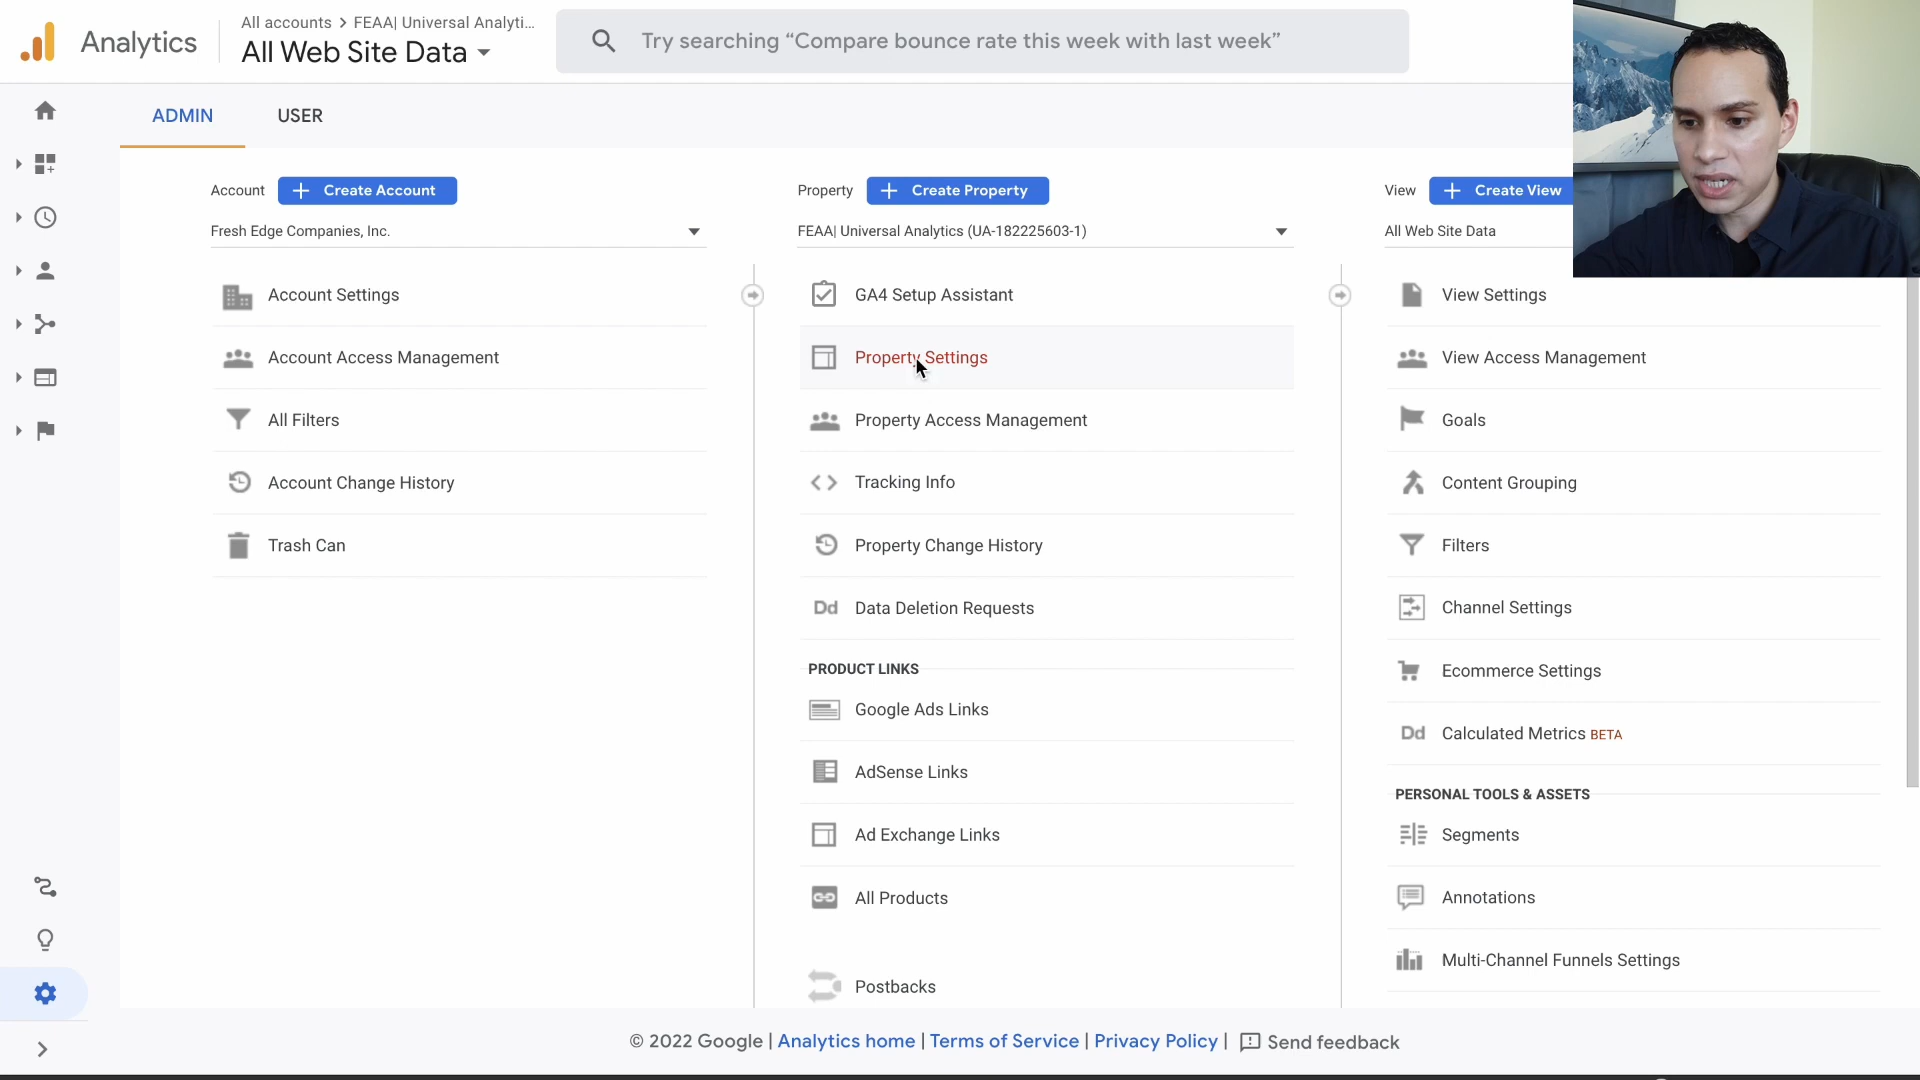 Analytics
All accounts > FEAA| Universal Analyti...
All Web Site Data
Try searching “Compare bounce rate this week with last week”
ADMIN
USER
Account
Create Account
Fresh Edge Companies, Inc.
Account Settings
Account Access Management
All Filters
Account Change History
Trash Can
Property
Create Property
FEAA| Universal Analytics (UA-182225603-1)
GA4 Setup Assistant
Property Settings
Property Access Management
Tracking Info
Property Change History
Dd Data Deletion Requests
PRODUCT LINKS
Google Ads Links
AdSense Links
Ad Exchange Links
All Products
Postbacks
View
Create View
All Web Site Data
View Settings
View Access Management
Goals
Content Grouping
Filters
Channel Settings
Ecommerce Settings
Dd Calculated Metrics BETA
PERSONAL TOOLS & ASSETS
Segments
Annotations
Multi-Channel Funnels Settings
© 2022 Google | Analytics home | Terms of Service | Privacy Policy | Send feedback